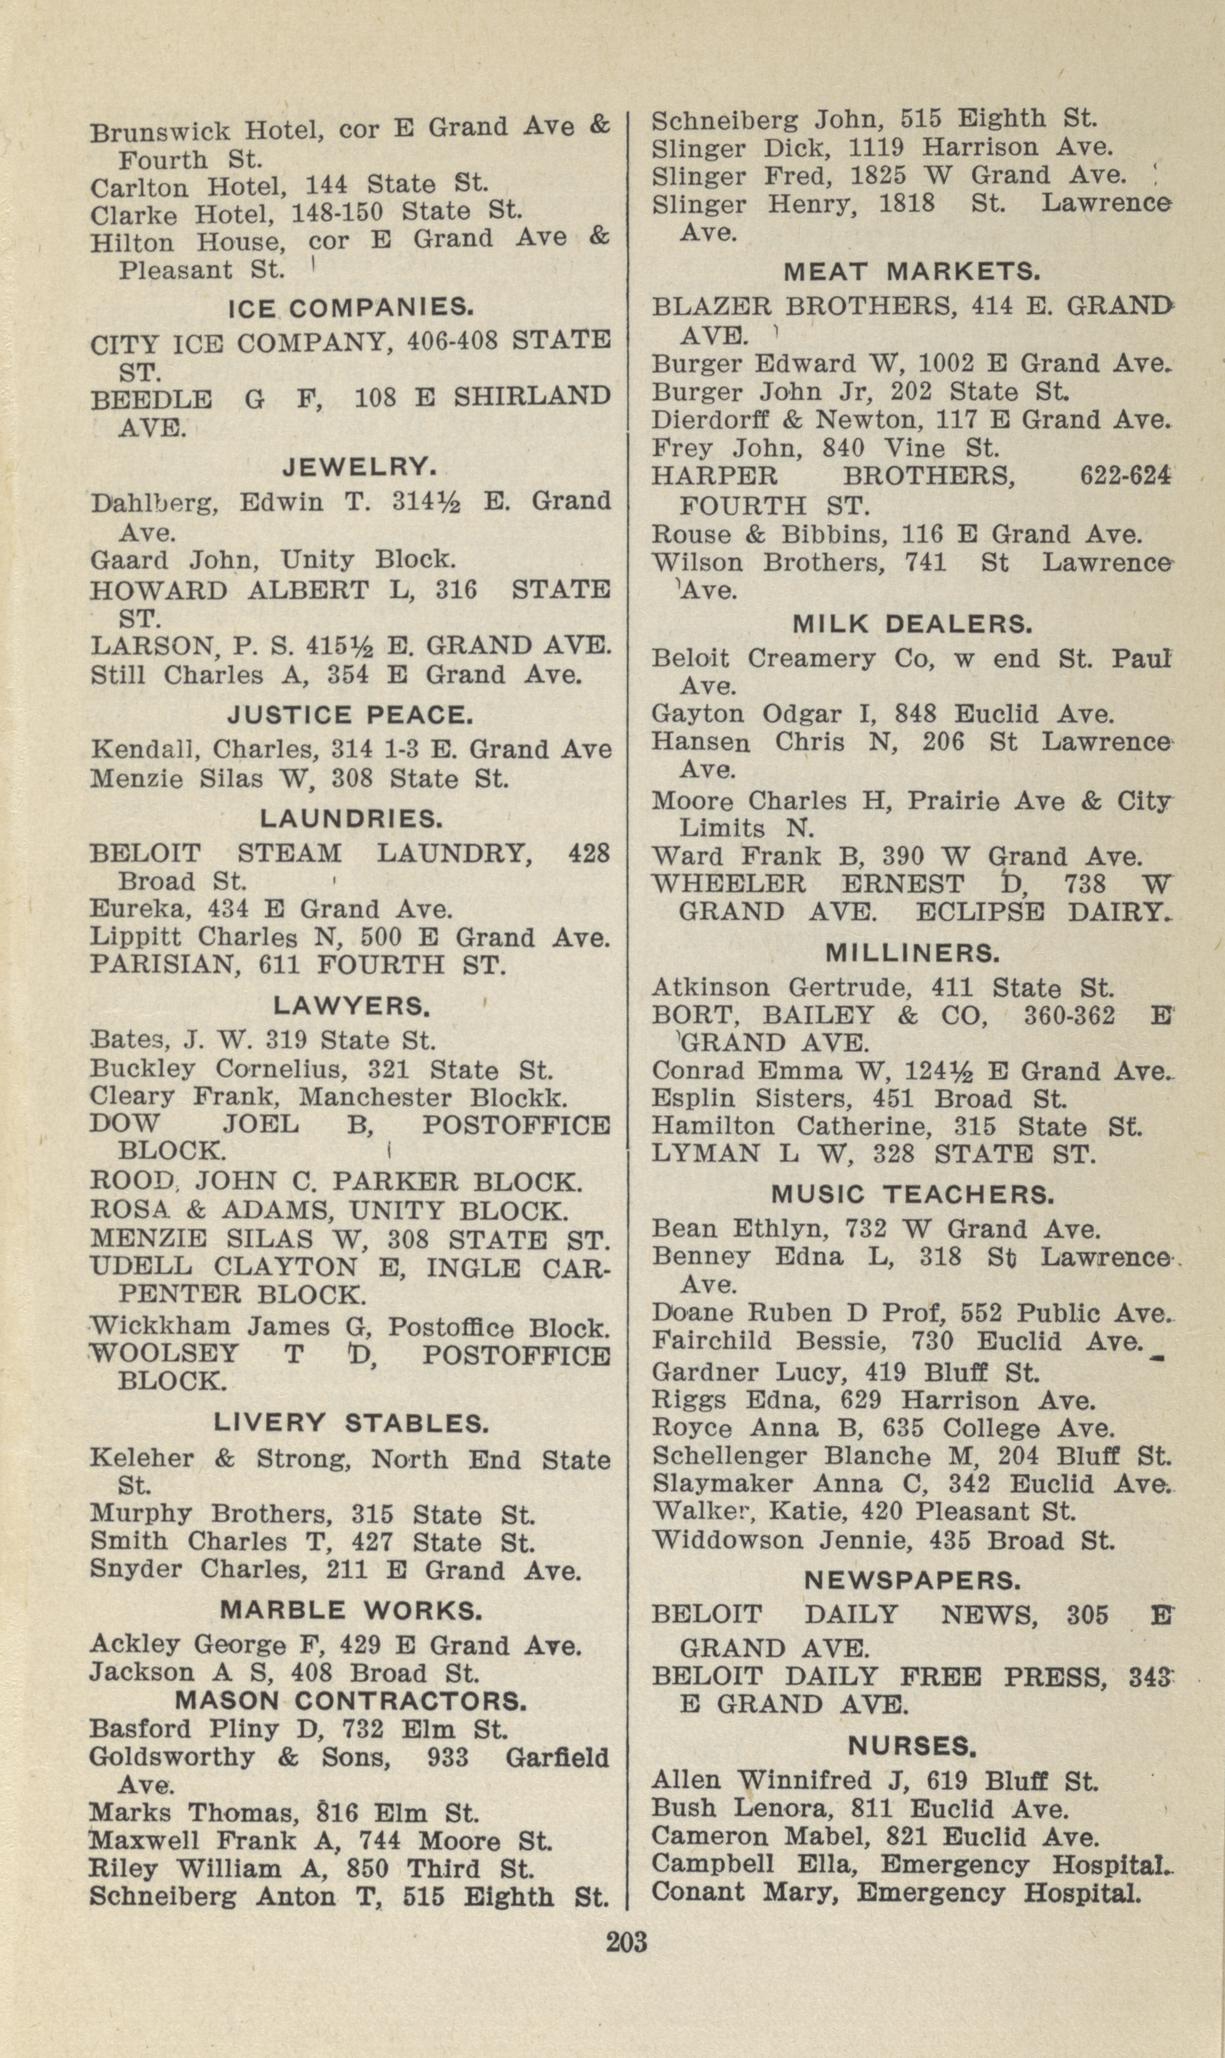 Brunswick Hotel, cor E Grand Ave &
Fourth St.
Carlton Hotel, 144 State St.
Clarke Hotel, 148-150 State St.
Hilton House, cor E Grand Ave &
Pleasant St.
ICE COMPANIES.
CITY ICE COMPANY, 406-408 STATE
ST.
BEEDLE G F, 108 E SHIRLAND
AVE.
JEWELRY.
Dahlberg, Edwin T. 314½ E. Grand
Ave.
Gaard John, Unity Block.
HOWARD ALBERT L, 316 STATE
ST.
LARSON, P. S. 415½ E. GRAND AVE.
Still Charles A, 354 E Grand Ave.
JUSTICE PEACE.
Kendall, Charles, 314 1-3 E. Grand Ave
Menzie Silas W, 308 State St.
LAUNDRIES.
BELOIT STEAM LAUNDRY, 428
Broad St.
Eureka, 434 E Grand Ave.
Lippitt Charles N, 500 E Grand Ave.
PARISIAN, 611 FOURTH ST.
LAWYERS.
Bates, J. W. 319 State St.
Buckley Cornelius, 321 State St.
Cleary Frank, Manchester Blockk.
DOW JOEL B, POSTOFFICE
BLOCK.
ROOD, JOHN C. PARKER BLOCK.
ROSA & ADAMS, UNITY BLOCK.
MENZIE SILAS W, 308 STATE ST.
UDELL CLAYTON E, INGLE CAR-
PENTER BLOCK.
Wickkham James G, Postoffice Block.
WOOLSEY T D, POSTOFFICE
BLOCK.
LIVERY STABLES.
Keleher & Strong, North End State
St.
Murphy Brothers, 315 State St.
Smith Charles T, 427 State St.
Snyder Charles, 211 E Grand Ave.
MARBLE WORKS.
Ackley George F, 429 E Grand Ave.
Jackson A S, 408 Broad St.
MASON CONTRACTORS.
Basford Pliny D, 732 Elm St.
Goldsworthy & Sons, 933 Garfield
Ave.
Marks Thomas, 816 Elm St.
Maxwell Frank A, 744 Moore St.
Riley William A, 850 Third St.
Schneiberg Anton T, 515 Eighth St.
Schneiberg John, 515 Eighth St.
Slinger Dick, 1119 Harrison Ave.
Slinger Fred, 1825 W Grand Ave.
Slinger Henry, 1818 St. Lawrence
Ave.
MEAT MARKETS.
BLAZER BROTHERS, 414 E. GRAND
AVE.
Burger Edward W, 1002 E Grand Ave.
Burger John Jr, 202 State St.
Dierdorff & Newton, 117 E Grand Ave.
Frey John, 840 Vine St.
HARPER BROTHERS, 622-624
FOURTH ST.
Rouse & Bibbins, 116 E Grand Ave.
Wilson Brothers, 741 St Lawrence
Ave.
MILK DEALERS.
Beloit Creamery Co, w end St. Paul
Ave.
Gayton Odgar I, 848 Euclid Ave.
Hansen Chris N, 206 St Lawrence
Ave.
Moore Charles H, Prairie Ave & City
Limits N.
Ward Frank B, 390 W Grand Ave.
WHEELER ERNEST D, 738 W
GRAND AVE. ECLIPSE DAIRY.
MILLINERS.
Atkinson Gertrude, 411 State St.
BORT, BAILEY & CO, 360-362 E
GRAND AVE.
Conrad Emma W, 124½ E Grand Ave.
Esplin Sisters, 451 Broad St.
Hamilton Catherine, 315 State St.
LYMAN L W, 328 STATE ST.
MUSIC TEACHERS.
Bean Ethlyn, 732 W Grand Ave.
Benney Edna L, 318 St Lawrence
Ave.
Doane Ruben D Prof, 552 Public Ave.
Fairchild Bessie, 730 Euclid Ave.
Gardner Lucy, 419 Bluff St.
Riggs Edna, 629 Harrison Ave.
Royce Anna B, 635 College Ave.
Schellenger Blanche M, 204 Bluff St.
Slaymaker Anna C, 342 Euclid Ave.
Walker, Katie, 420 Pleasant St.
Widdowson Jennie, 435 Broad St.
NEWSPAPERS.
BELOIT DAILY NEWS, 305 E
GRAND AVE.
BELOIT DAILY FREE PRESS, 343
E GRAND AVE.
NURSES.
Allen Winnifred J, 619 Bluff St.
Bush Lenora, 811 Euclid Ave.
Cameron Mabel, 821 Euclid Ave.
Campbell Ella, Emergency Hospital.
Conant Mary, Emergency Hospital.
203